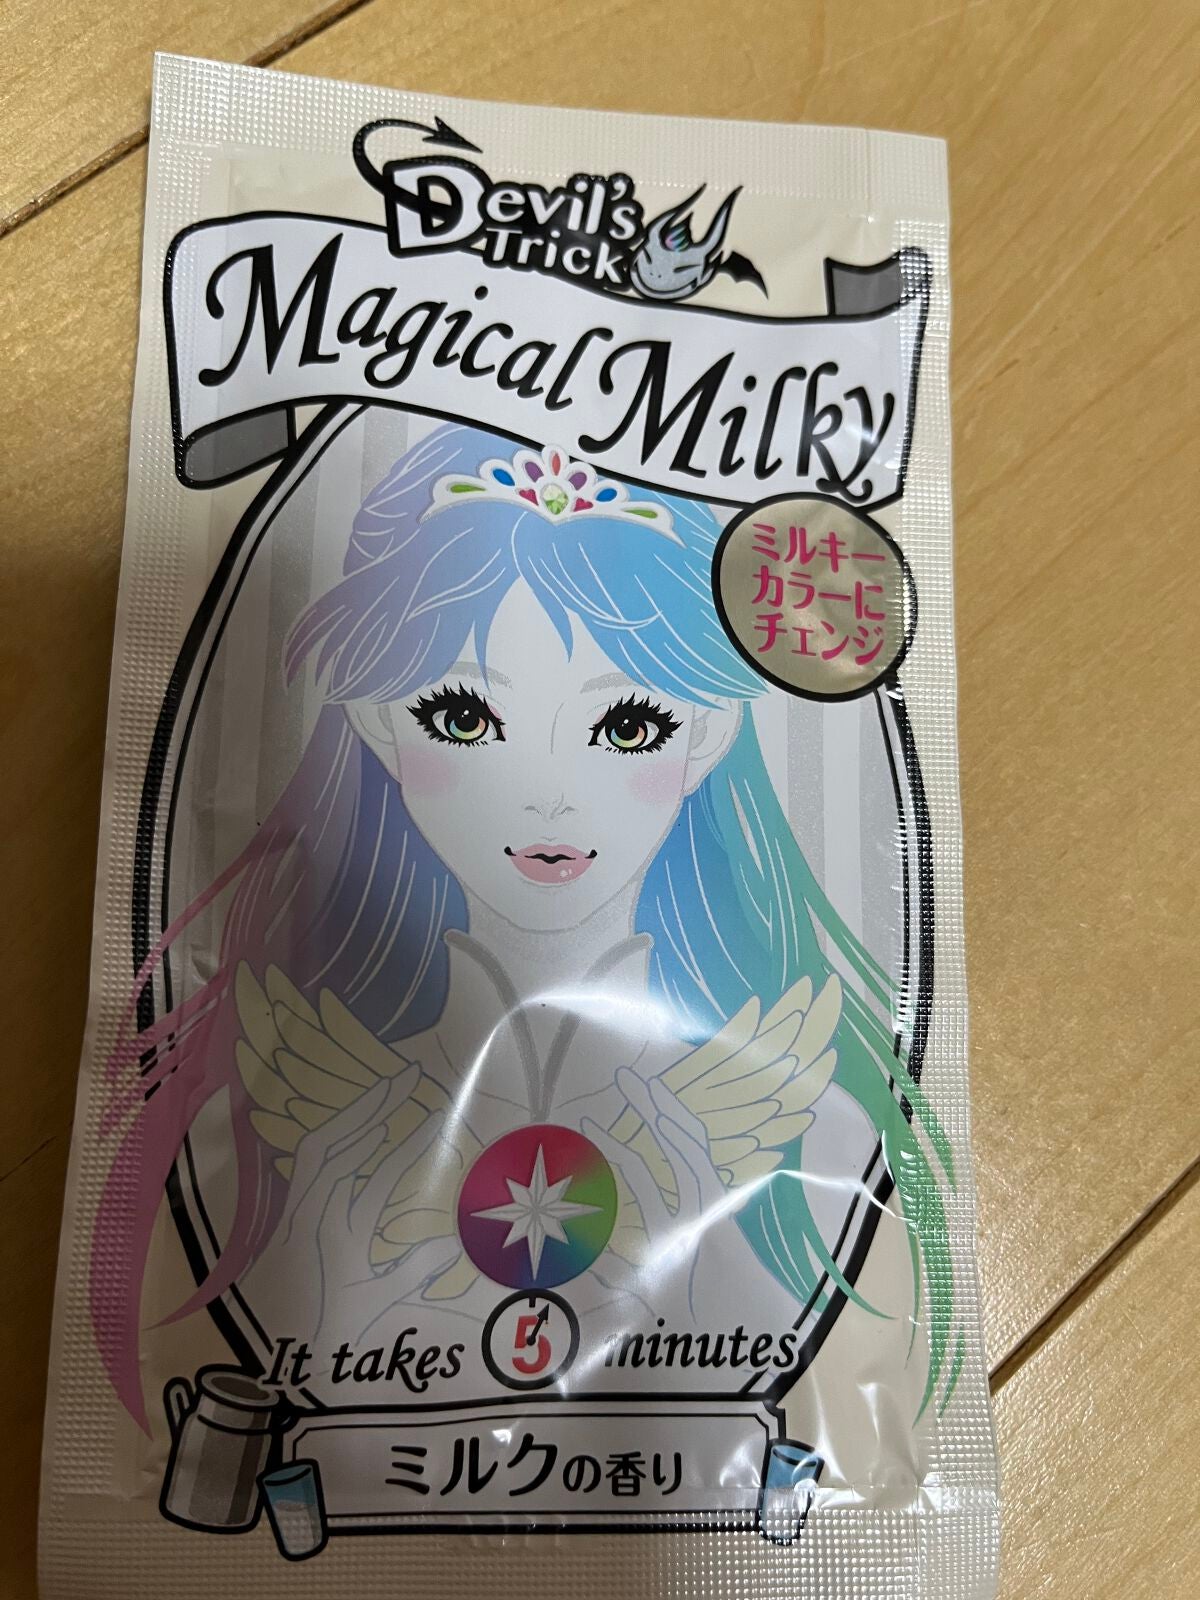 Devil's
Trick
Magical Milky
ミルキー
カラーに
チェンジ
It takes 5 minutes
ミルクの香り